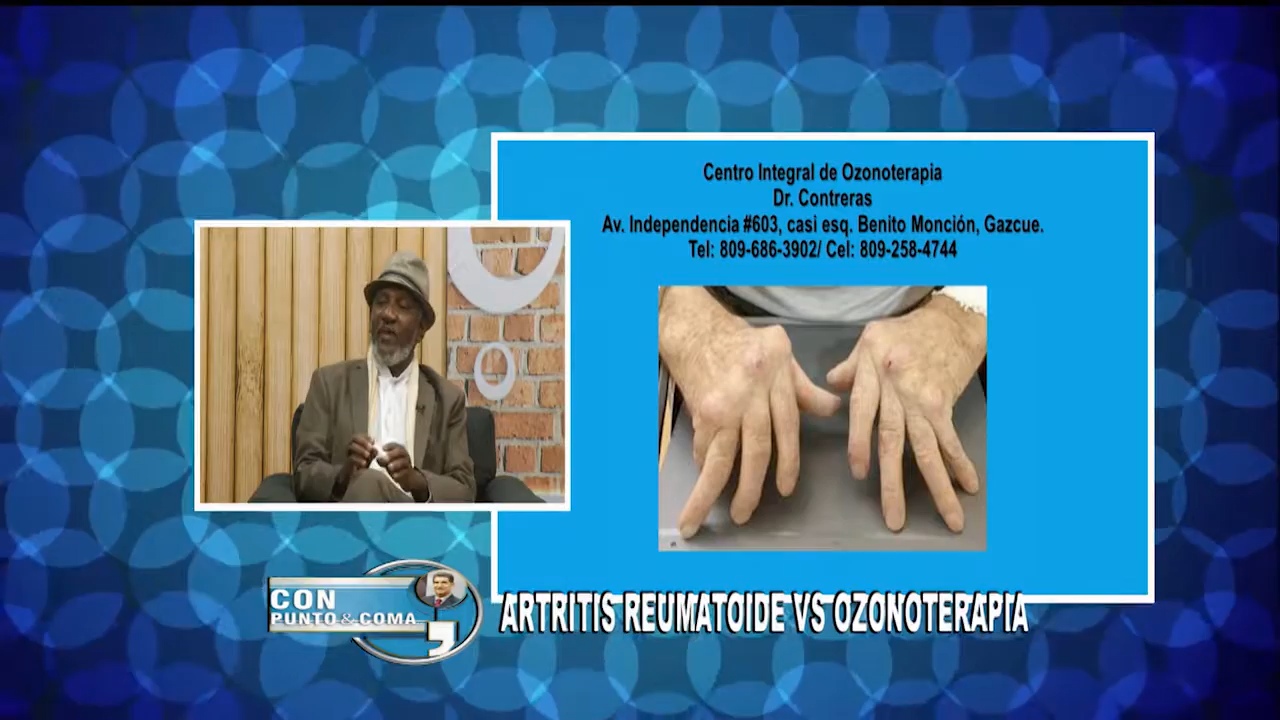 Centro Integral de Ozonoterapia
Dr. Contreras
Av. Independencia #603, casi esq. Benito Monción, Gazcue.
Tel: 809-686-3902/ Cel: 809-258-4744
CON
PUNTO & COMA
ARTRITIS REUMATOIDE VS OZONOTERAPIA